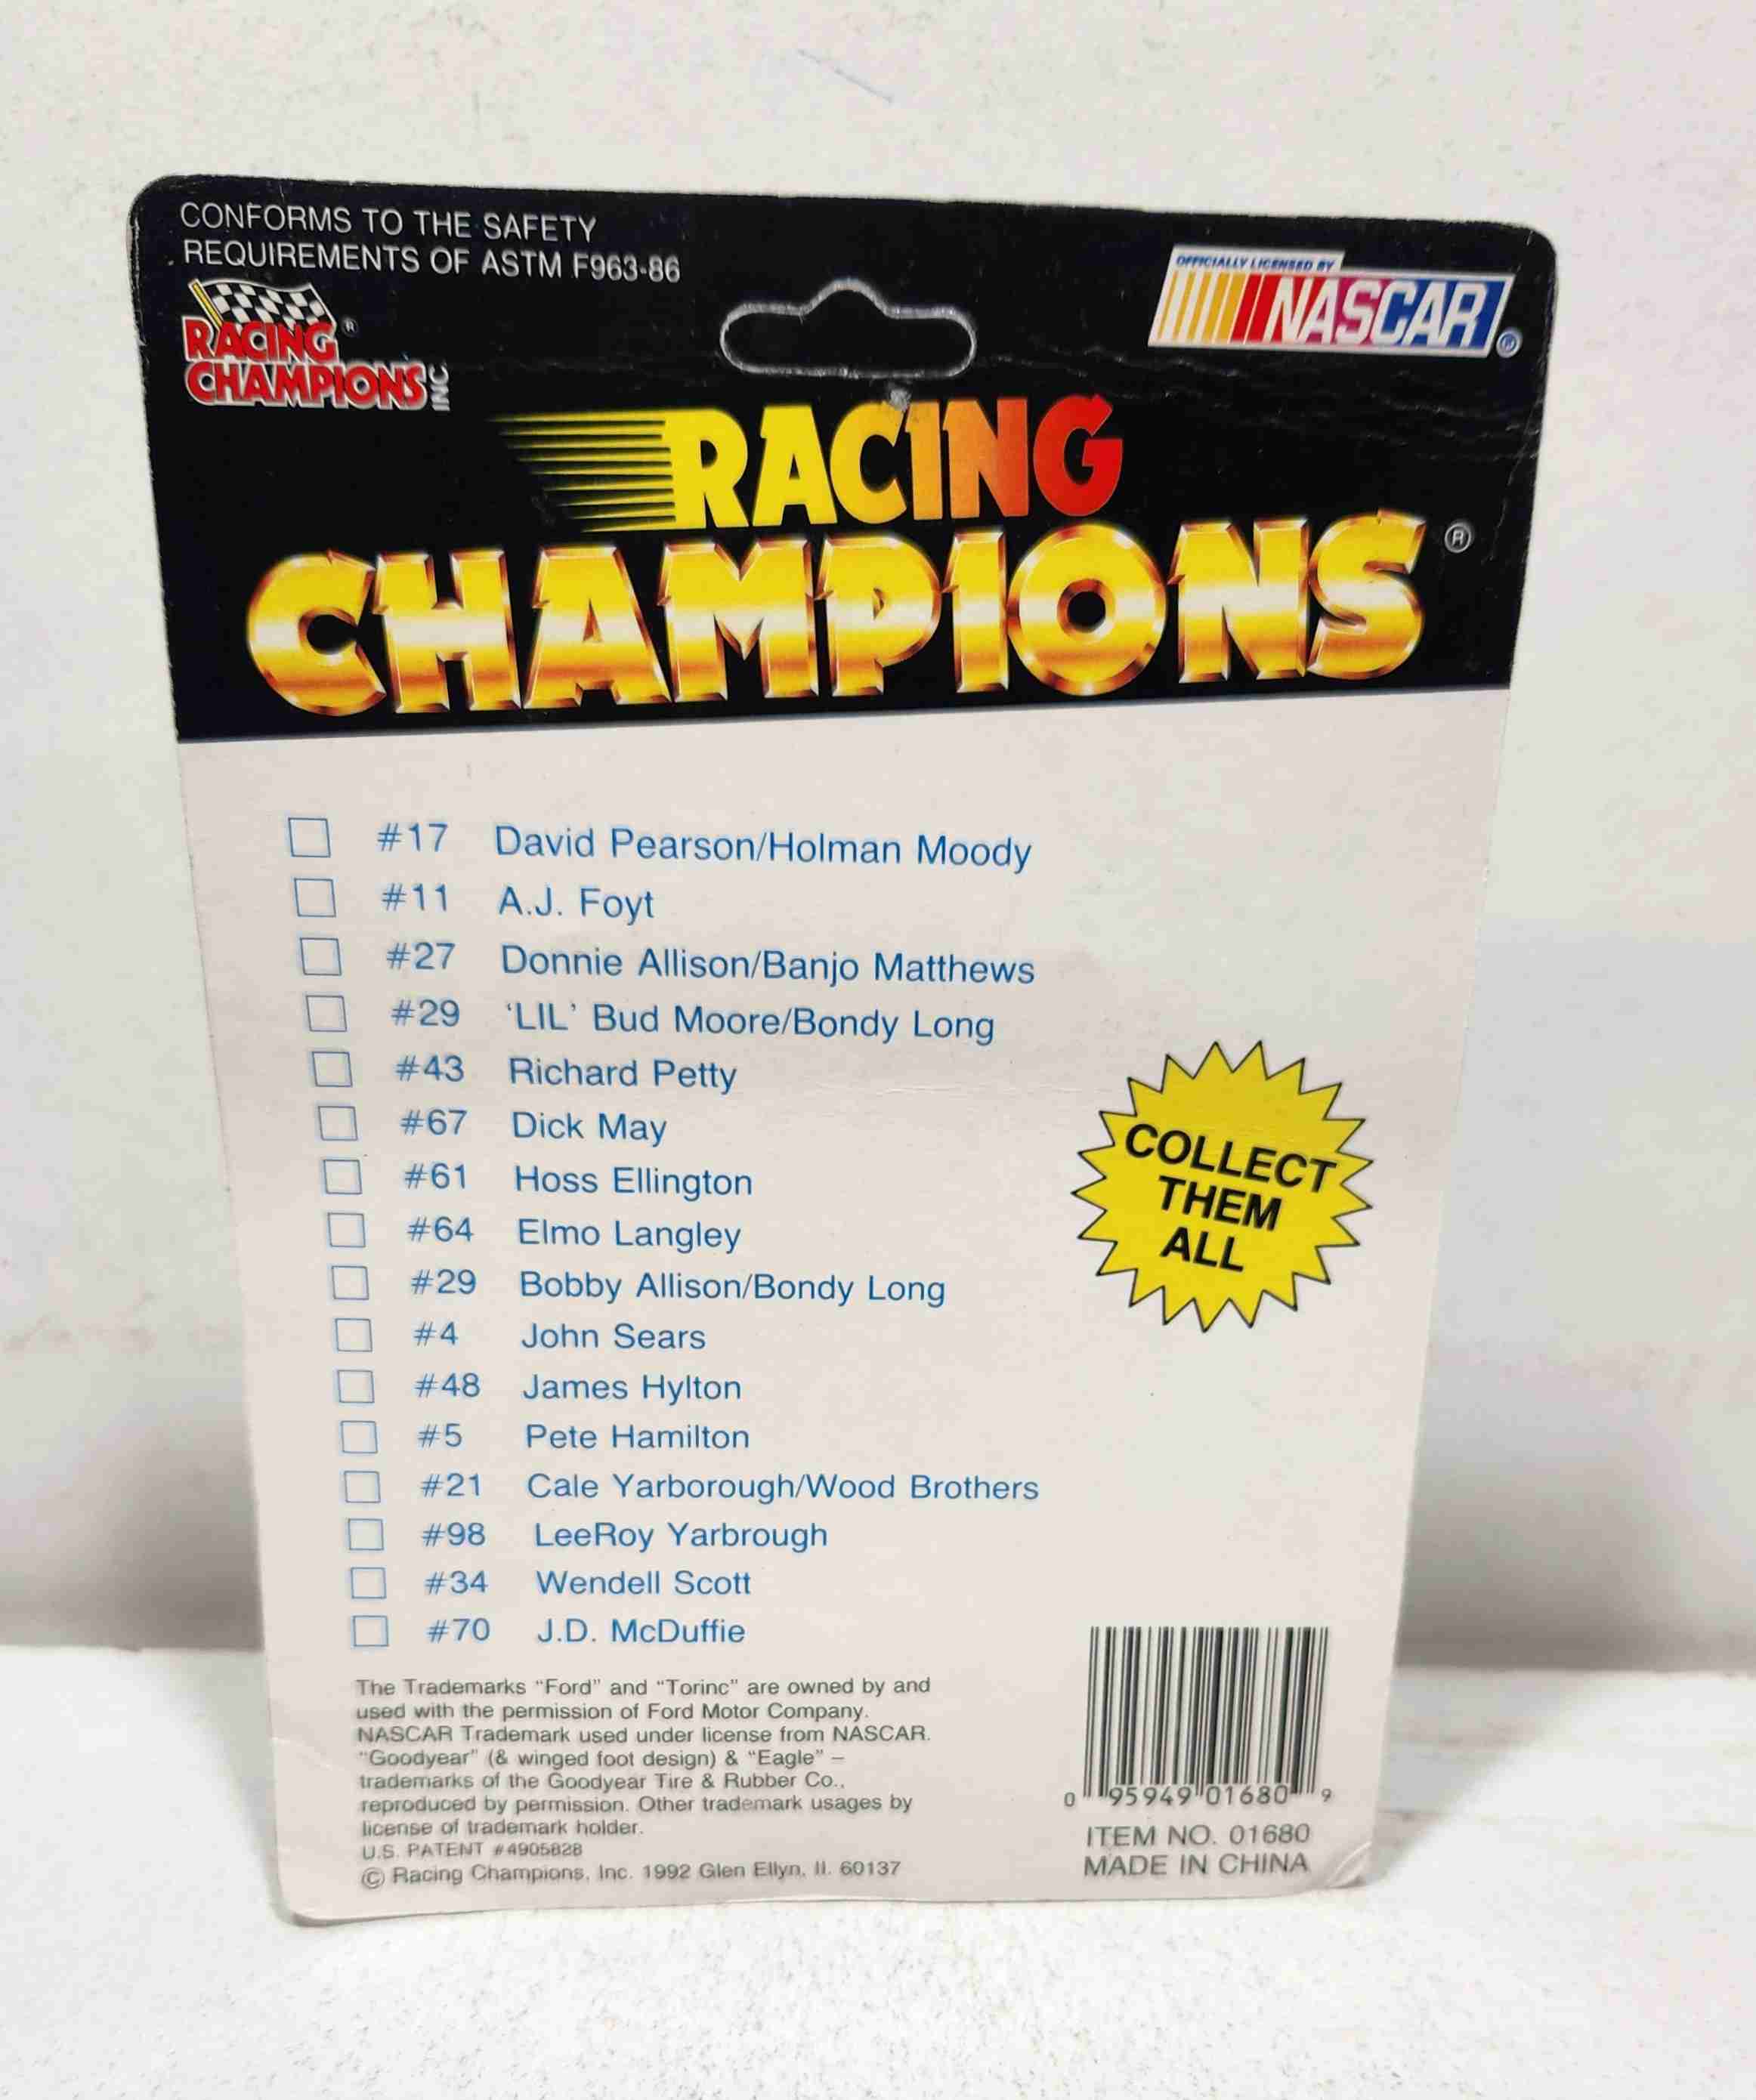 CONFORMS TO THE SAFETY
REQUIREMENTS OF ASTM F963-86
RACING ®
CHAMPIONS INC
OFFICIALLY LICENSED BY
NASCAR ®
RACING
CHAMPIONS ®
#17 David Pearson/Holman Moody
#11 A.J. Foyt
#27 Donnie Allison/Banjo Matthews
#29 ‘LIL’ Bud Moore/Bondy Long
#43 Richard Petty
#67 Dick May
#61 Hoss Ellington
#64 Elmo Langley
#29 Bobby Allison/Bondy Long
#4 John Sears
#48 James Hylton
#5 Pete Hamilton
#21 Cale Yarborough/Wood Brothers
#98 LeeRoy Yarbrough
#34 Wendell Scott
#70 J.D. McDuffie
COLLECT
THEM
ALL
The Trademarks “Ford” and “Torinc” are owned by and
used with the permission of Ford Motor Company.
NASCAR Trademark used under license from NASCAR.
“Goodyear” (& winged foot design) & “Eagle” –
trademarks of the Goodyear Tire & Rubber Co.,
reproduced by permission. Other trademark usages by
license of trademark holder.
U.S. PATENT #4905828
© Racing Champions, Inc. 1992 Glen Ellyn, Il. 60137
0 95949 01680 9
ITEM NO. 01680
MADE IN CHINA